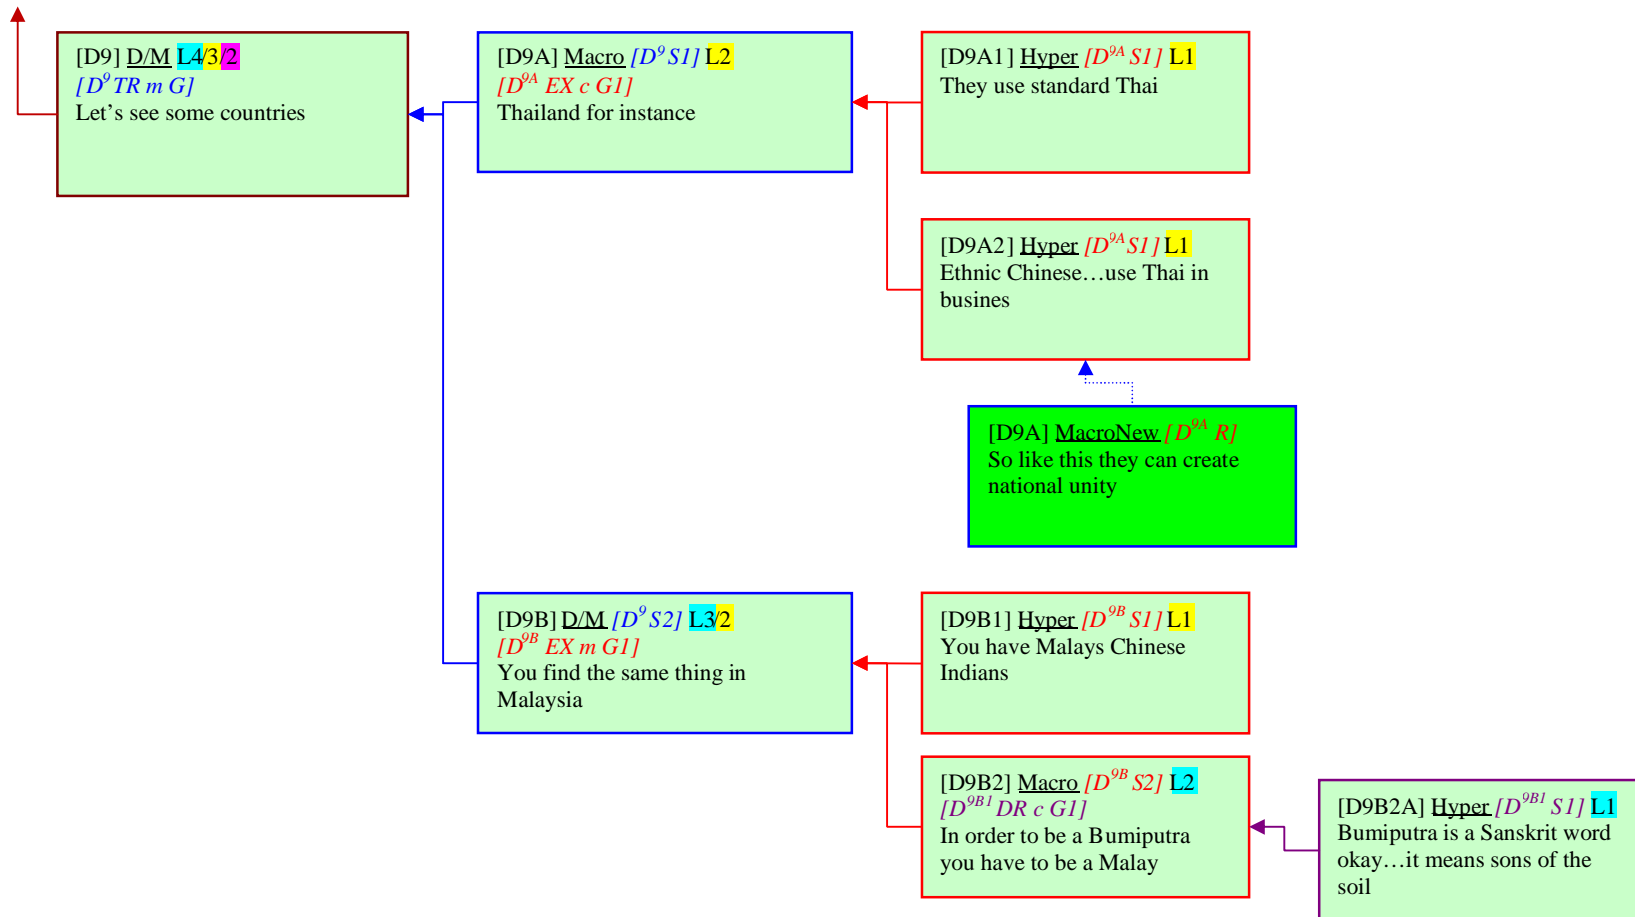 [D9] D/M L4/3/2
[D⁹ TR m G]
Let’s see some countries
[D9A] Macro [D⁹ S1] L2
[D⁹ᴬ EX c G1]
Thailand for instance
[D9A1] Hyper [D⁹ᴬ S1] L1
They use standard Thai
[D9A2] Hyper [D⁹ᴬ S1] L1
Ethnic Chinese…use Thai in
busines
[D9A] MacroNew [D⁹ᴬ R]
So like this they can create
national unity
[D9B] D/M [D⁹ S2] L3/2
[D⁹ᴮ EX m G1]
You find the same thing in
Malaysia
[D9B1] Hyper [D⁹ᴮ S1] L1
You have Malays Chinese
Indians
[D9B2] Macro [D⁹ᴮ S2] L2
[D⁹ᴮ¹ DR c G1]
In order to be a Bumiputra
you have to be a Malay
[D9B2A] Hyper [D⁹ᴮ¹ S1] L1
Bumiputra is a Sanskrit word
okay…it means sons of the
soil